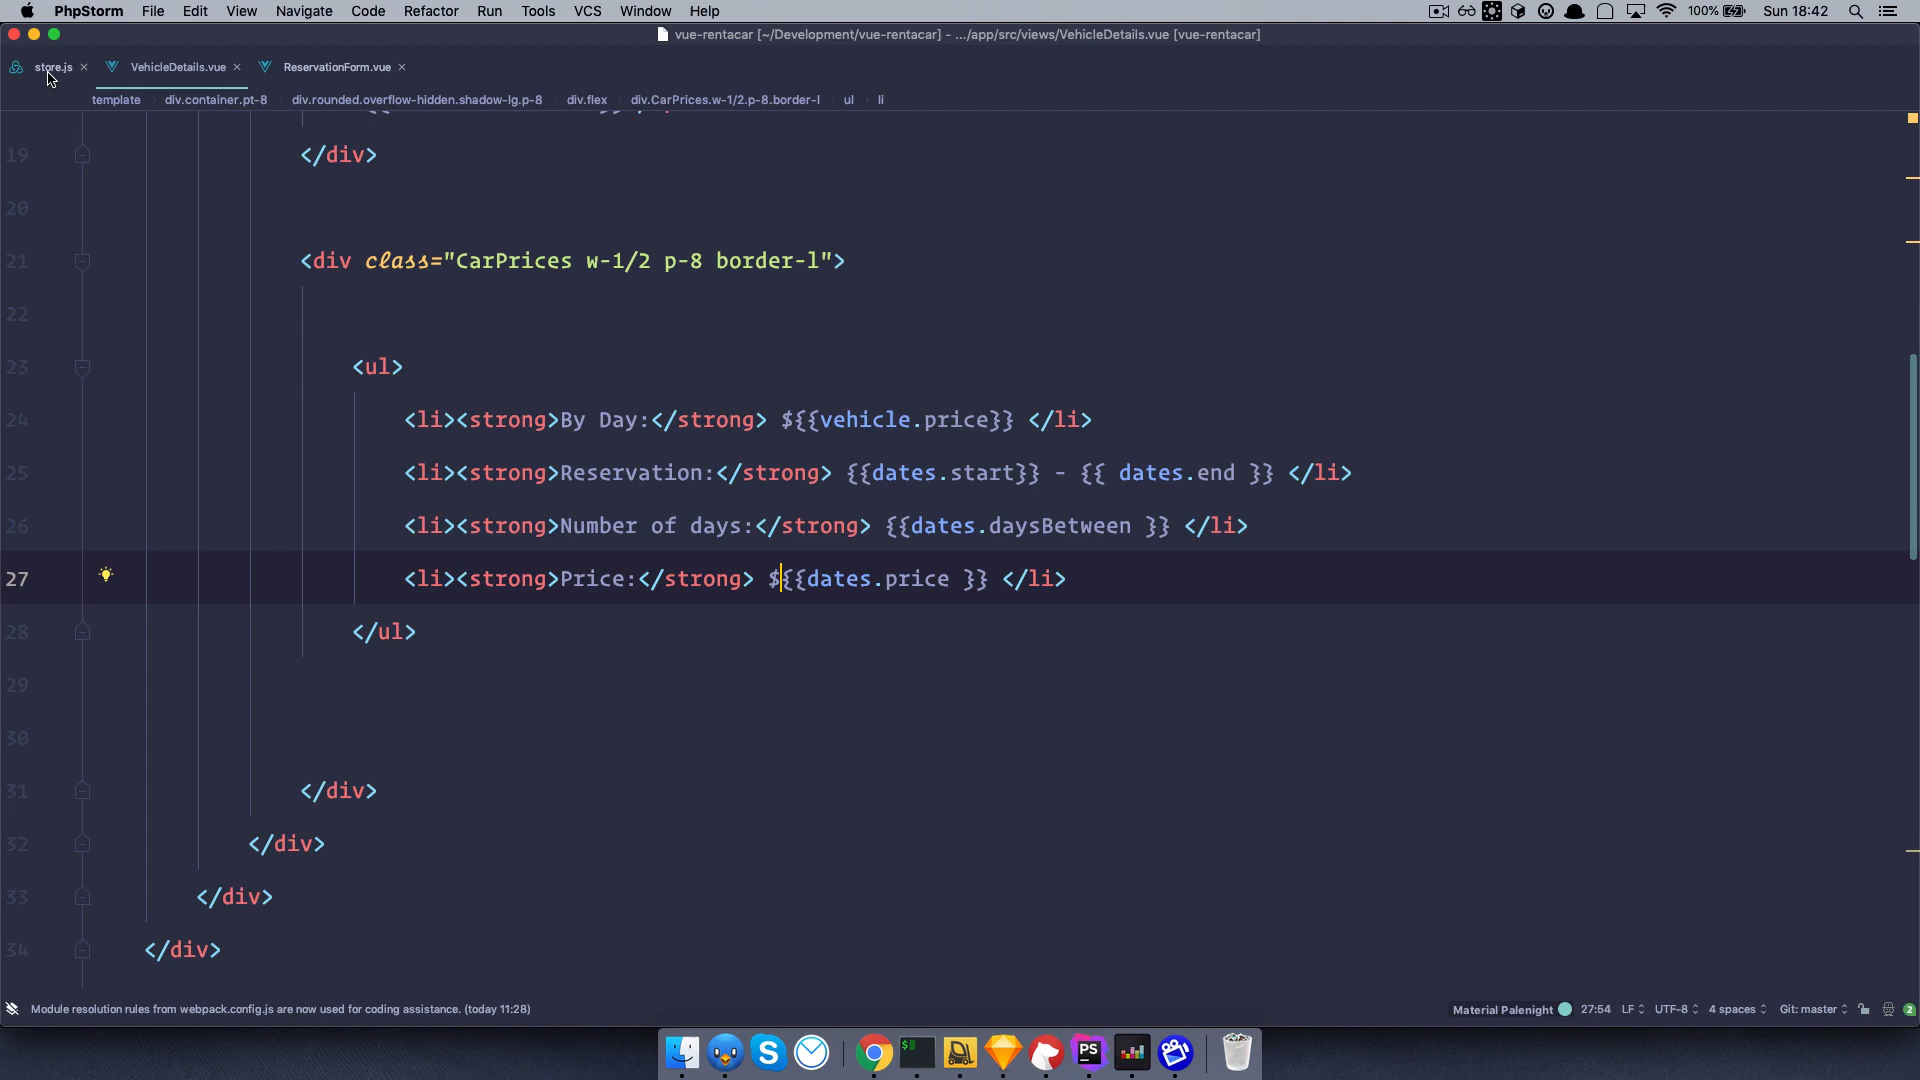 PhpStorm File Edit View Navigate Code Refactor Run Tools VCS Window Help 100% Sun 18:42
vue-rentacar [~/Development/vue-rentacar] - .../app/src/views/VehicleDetails.vue [vue-rentacar]
store.js VehicleDetails.vue ReservationForm.vue
template div.container.pt-8 div.rounded.overflow-hidden.shadow-lg.p-8 div.flex div.CarPrices.w-1/2.p-8.border-l ul li
19 </div>
20
21 <div class="CarPrices w-1/2 p-8 border-l">
22
23 <ul>
24 <li><strong>By Day:</strong> ${{vehicle.price}} </li>
25 <li><strong>Reservation:</strong> {{dates.start}} - {{ dates.end }} </li>
26 <li><strong>Number of days:</strong> {{dates.daysBetween }} </li>
27 <li><strong>Price:</strong> ${{dates.price }} </li>
28 </ul>
29
30
31 </div>
32 </div>
33 </div>
34 </div>
Module resolution rules from webpack.config.js are now used for coding assistance. (today 11:28) Material Palenight 27:54 LF UTF-8 4 spaces Git: master 2
$ PS